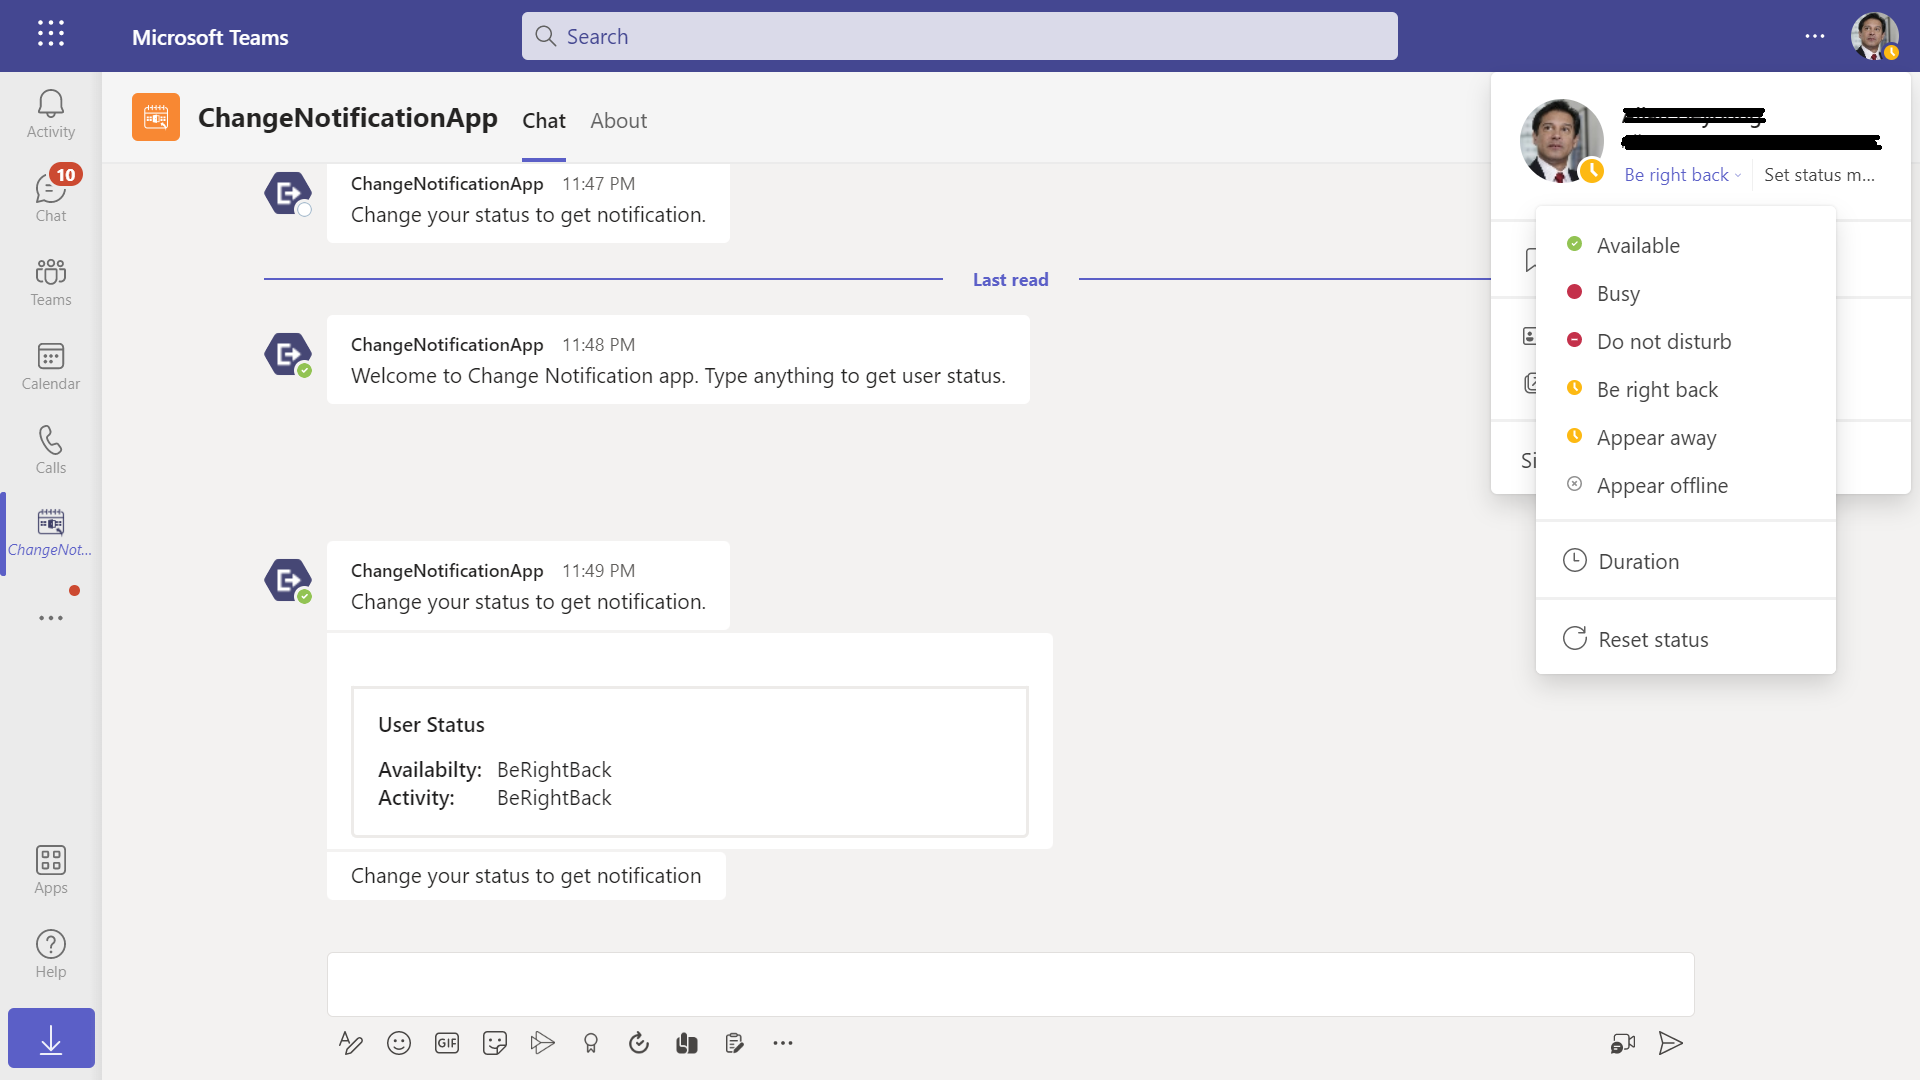 Microsoft Teams
Search
Activity
10
Chat
Teams
Calendar
Calls
ChangeNot...
Apps
Help
ChangeNotificationApp
Chat
About
ChangeNotificationApp 11:47 PM
Change your status to get notification.
Last read
ChangeNotificationApp 11:48 PM
Welcome to Change Notification app. Type anything to get user status.
ChangeNotificationApp 11:49 PM
Change your status to get notification.
User Status
Availabilty: BeRightBack
Activity: BeRightBack
Change your status to get notification
GIF
Be right back
Set status m...
Available
Busy
Do not disturb
Be right back
Appear away
Appear offline
Si
Duration
Reset status